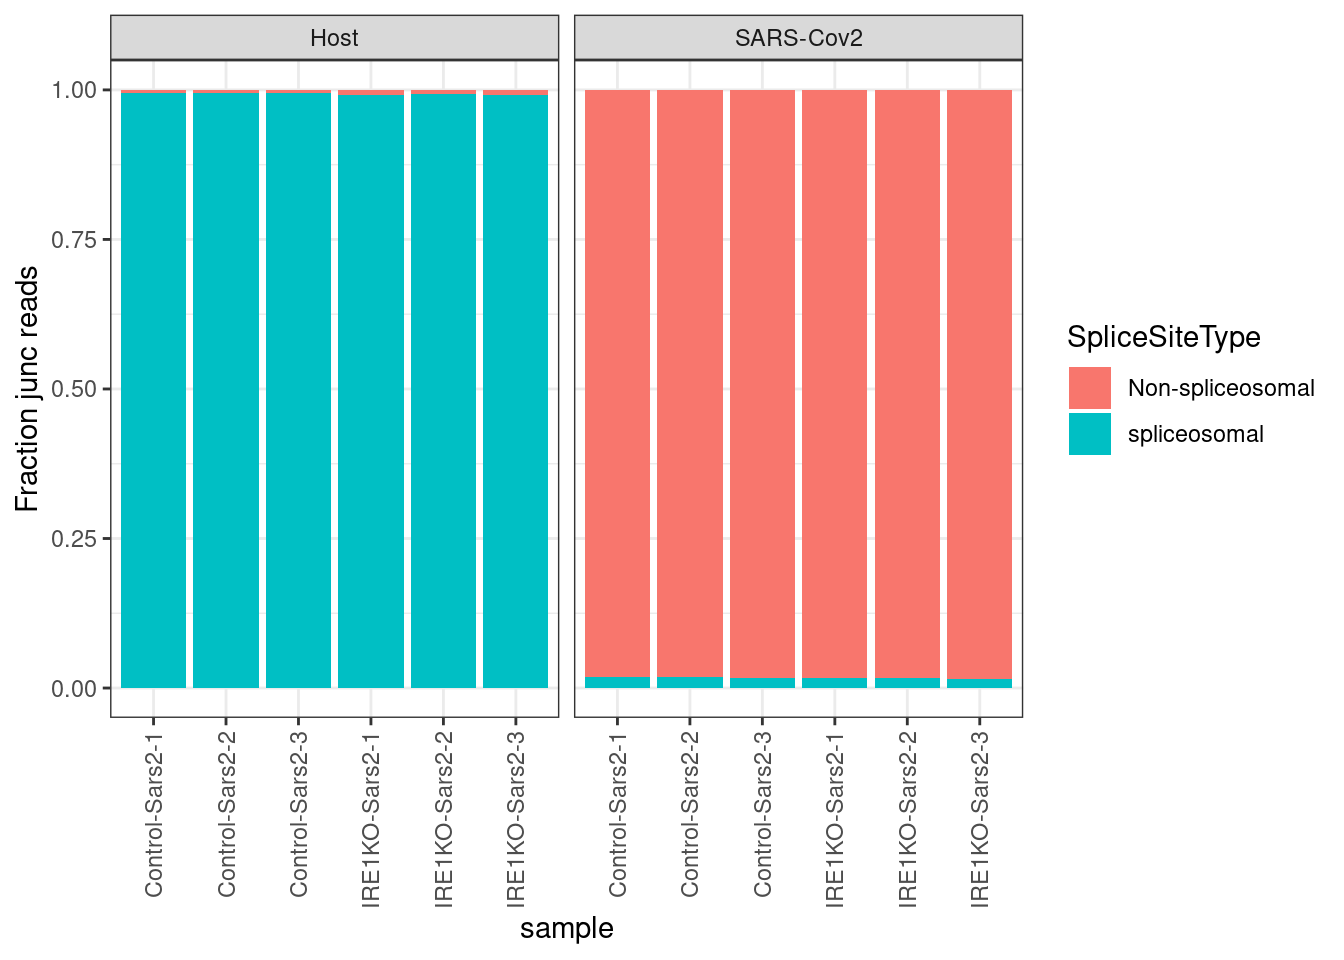 Host
SARS-Cov2
Fraction junc reads
1.00
0.75
0.50
0.25
0.00
Control-Sars2-1
Control-Sars2-2
Control-Sars2-3
IRE1KO-Sars2-1
IRE1KO-Sars2-2
IRE1KO-Sars2-3
Control-Sars2-1
Control-Sars2-2
Control-Sars2-3
IRE1KO-Sars2-1
IRE1KO-Sars2-2
IRE1KO-Sars2-3
sample
SpliceSiteType
Non-spliceosomal
spliceosomal